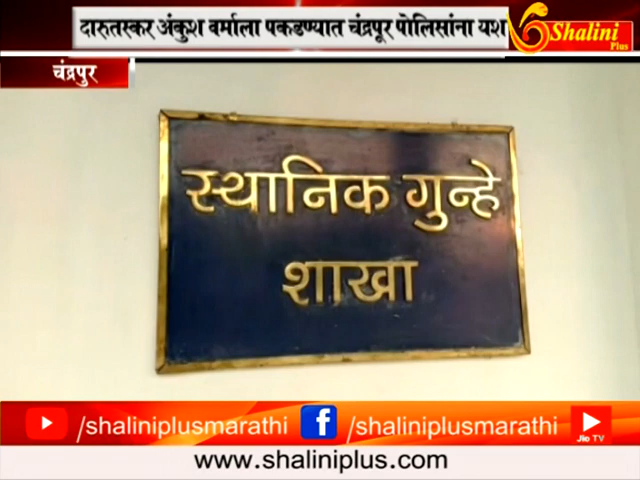 दारुतस्कर अंकुश वर्माला पकडण्यात चंद्रपूर पोलिसांना यश
Shalini
Plus
चंद्रपुर
स्थानिक गुन्हे
शाखा
/shaliniplusmarathi
/shaliniplusmarathi
Jio TV
www.shaliniplus.com